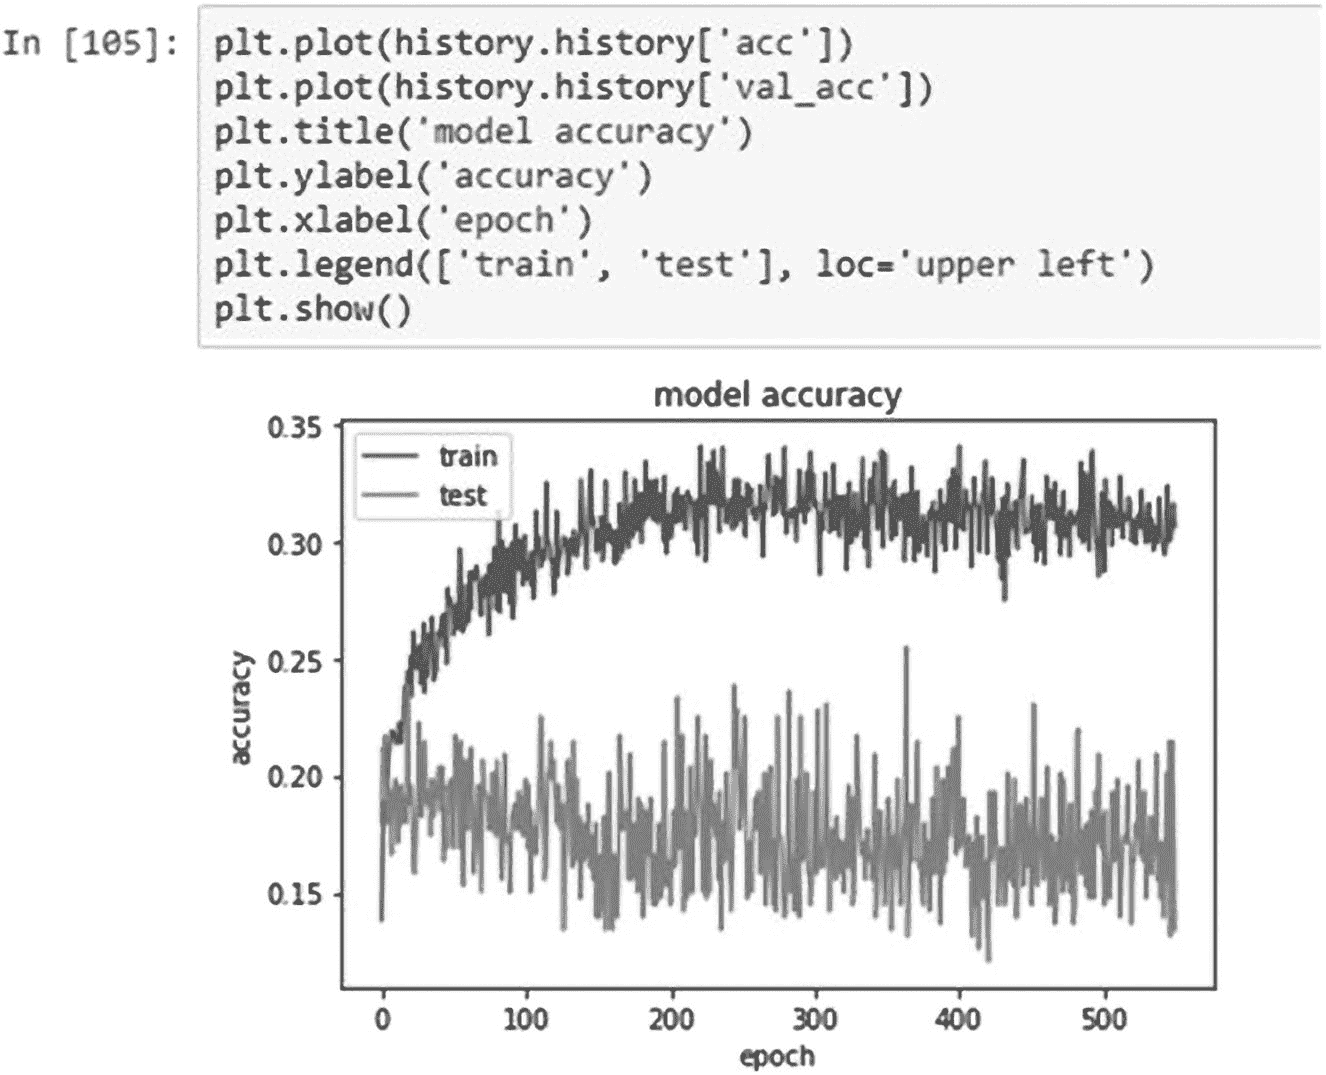 In [105]:
plt.plot(history.history['acc'])
plt.plot(history.history['val_acc'])
plt.title('model accuracy')
plt.ylabel('accuracy')
plt.xlabel('epoch')
plt.legend(['train', 'test'], loc='upper left')
plt.show()
model accuracy
train
test
0.35
0.30
0.25
0.20
0.15
accuracy
0
100
200
300
400
500
epoch